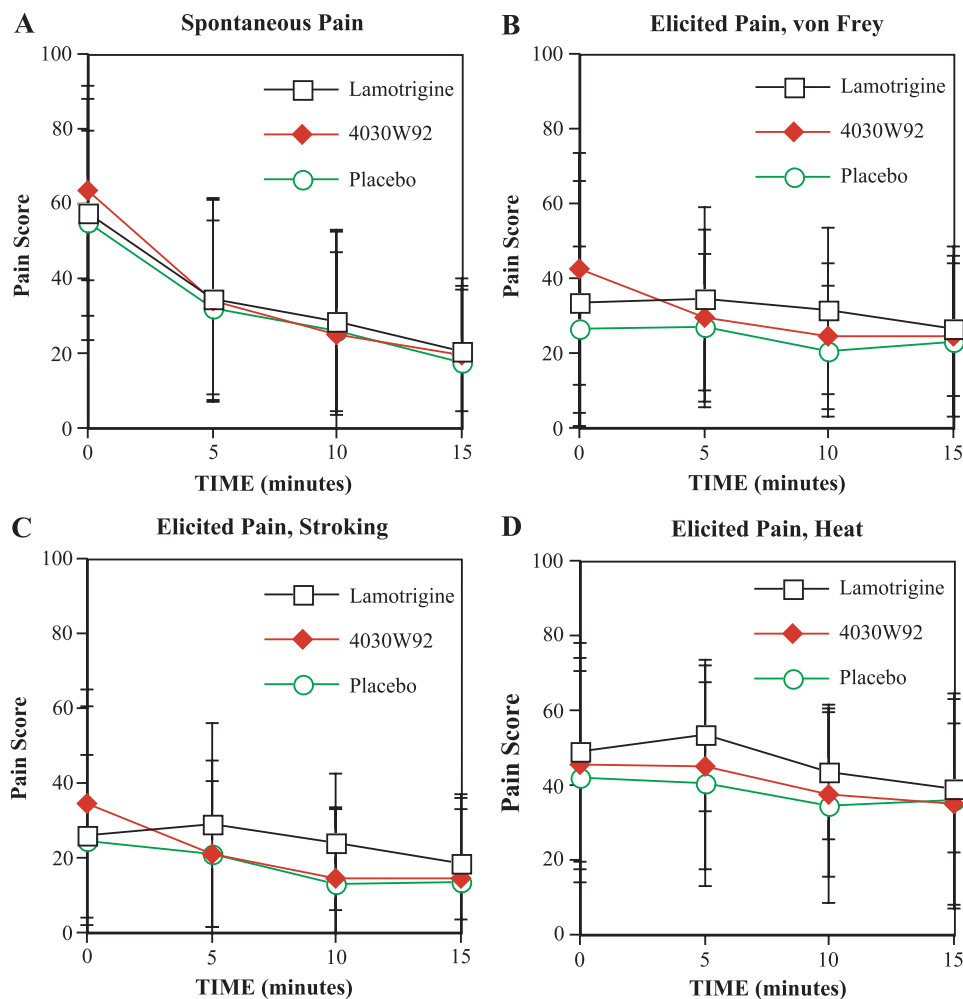 A
Spontaneous Pain
100
80
60
40
20
0
Pain Score
Lamotrigine
4030W92
Placebo
0 5 10 15
TIME (minutes)
B
Elicited Pain, von Frey
100
80
60
40
20
0
Pain Score
Lamotrigine
4030W92
Placebo
0 5 10 15
TIME (minutes)
C
Elicited Pain, Stroking
100
80
60
40
20
0
Pain Score
Lamotrigine
4030W92
Placebo
0 5 10 15
TIME (minutes)
D
Elicited Pain, Heat
100
80
60
40
20
0
Pain Score
Lamotrigine
4030W92
Placebo
0 5 10 15
TIME (minutes)